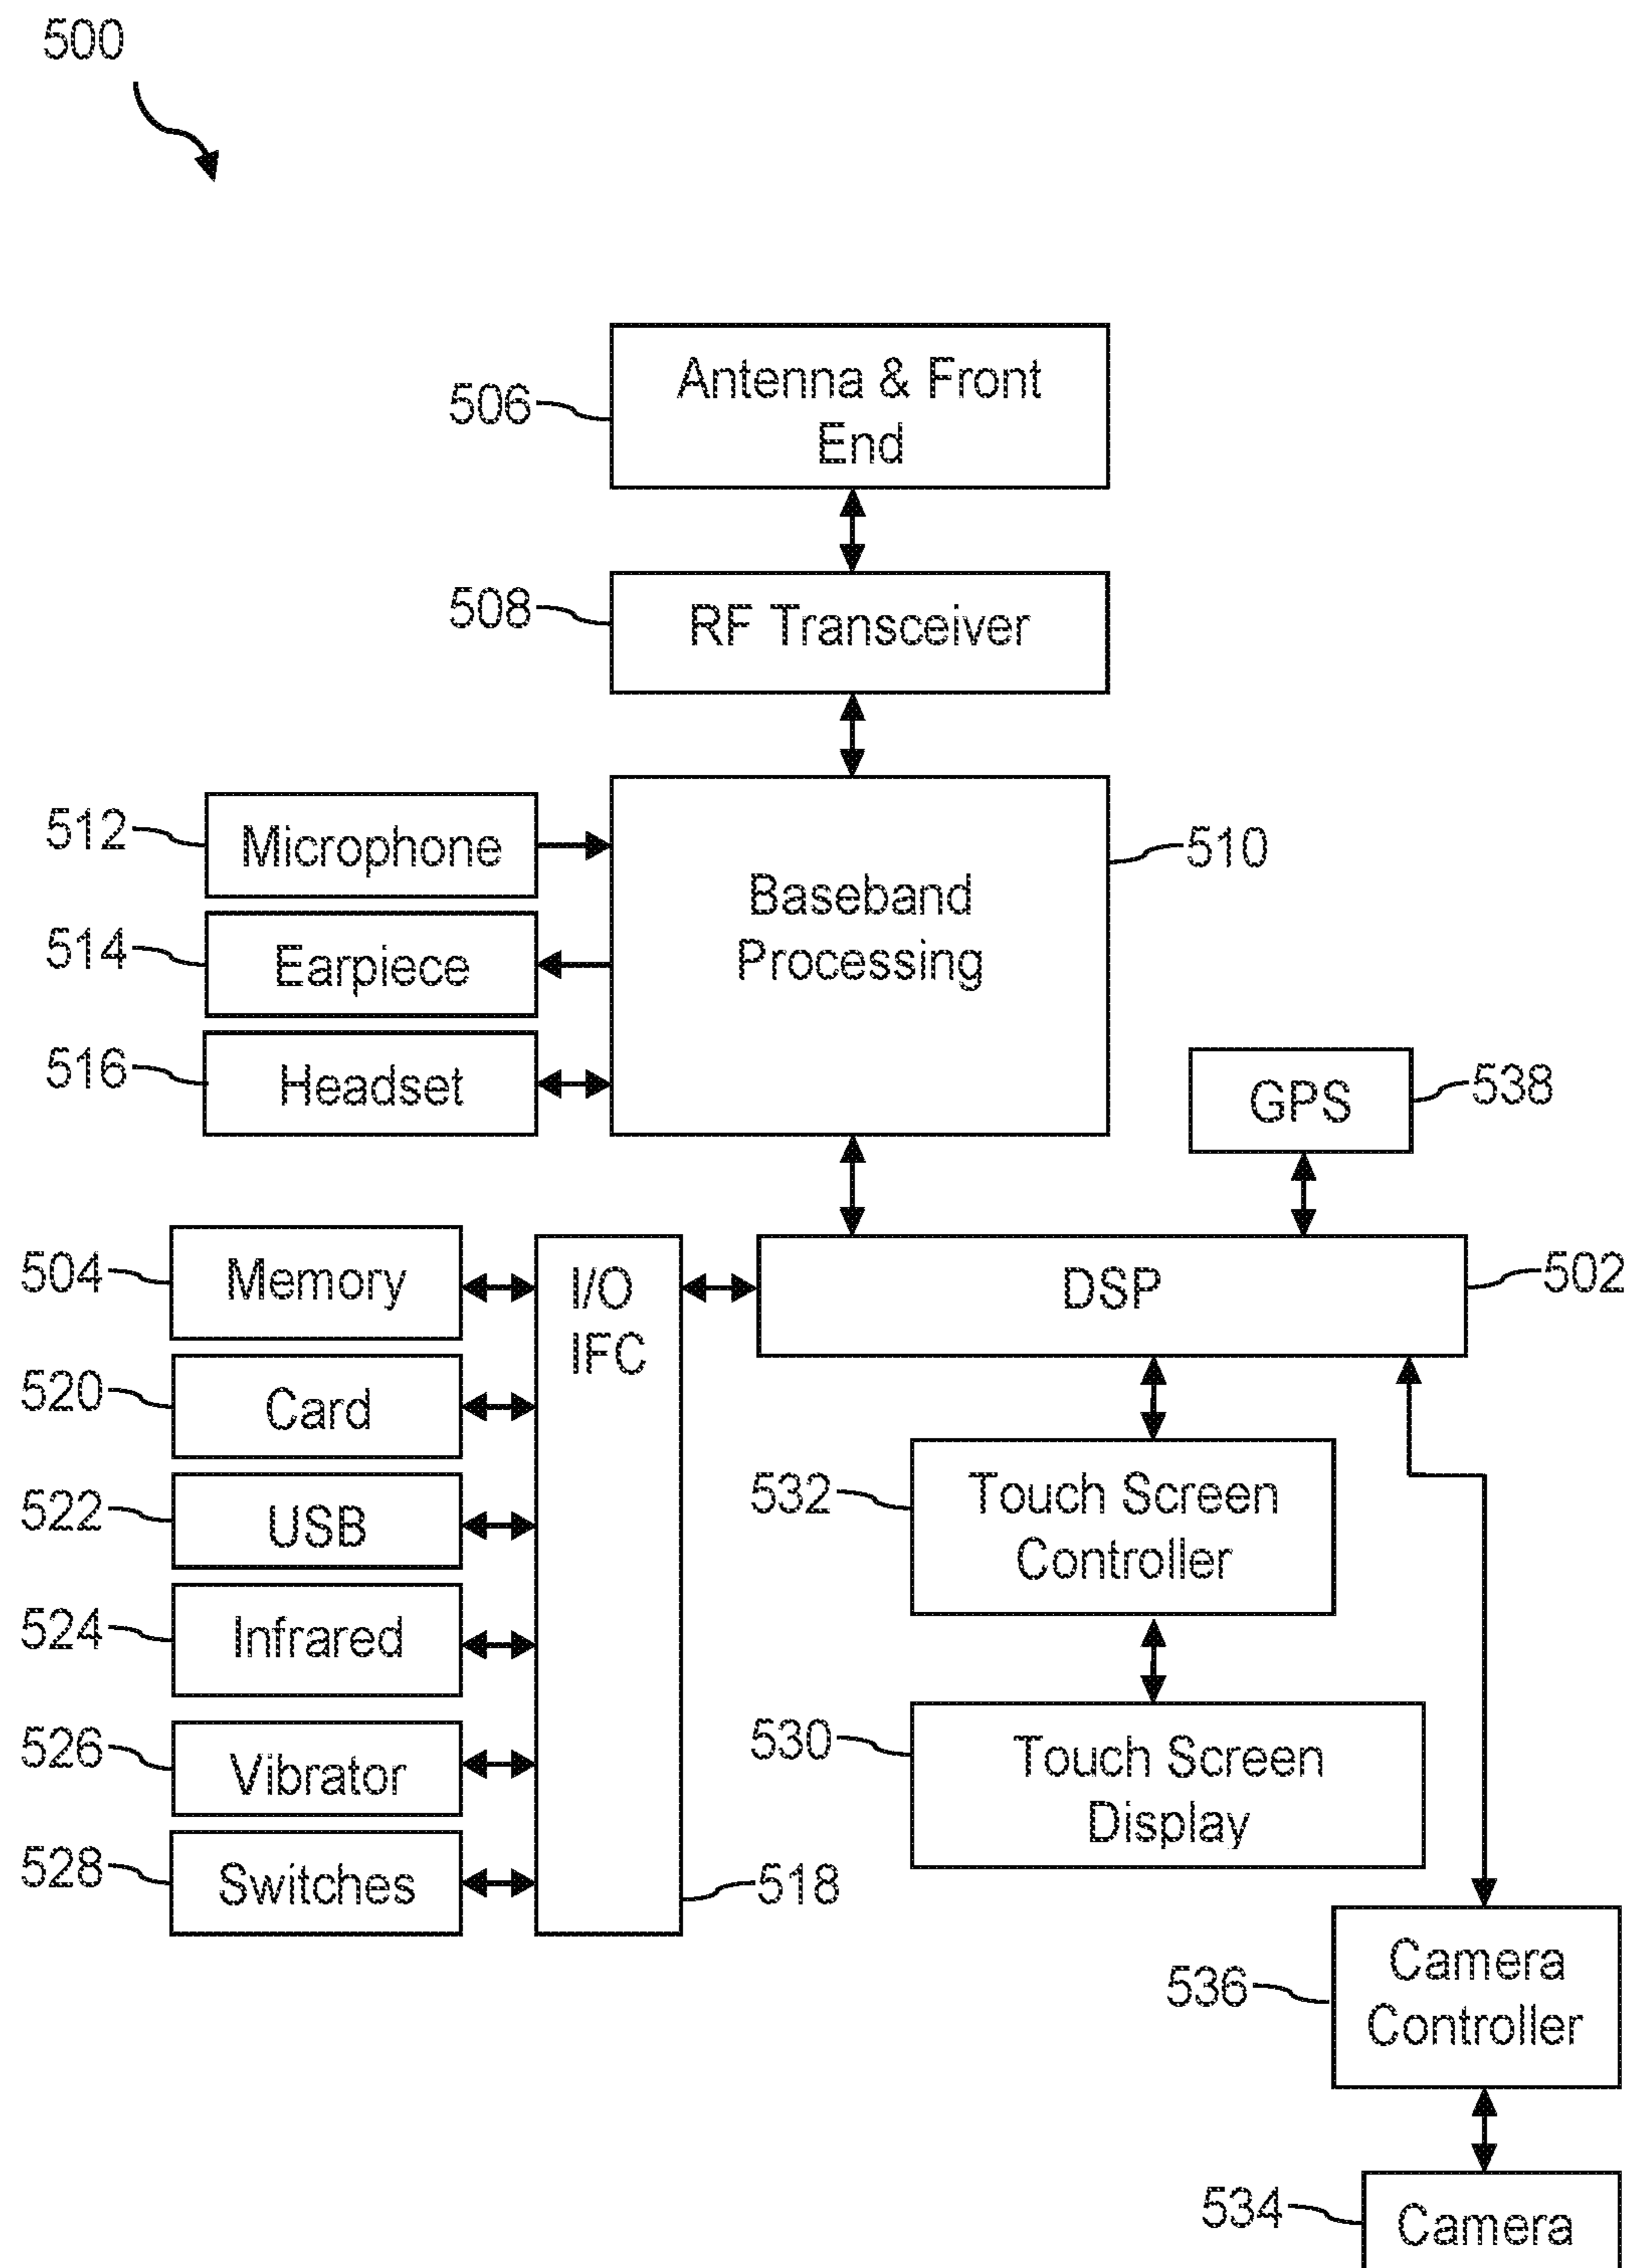 500
506
Antenna & Front
End
508
RF Transceiver
512
Microphone
510
Baseband
Processing
514
Earpiece
516
Headset
GPS
538
504
Memory
I/O
IFC
DSP
502
520
Card
522
USB
532
Touch Screen
Controller
524
Infrared
526
Vibrator
530
Touch Screen
Display
528
Switches
518
536
Camera
Controller
534
Camera